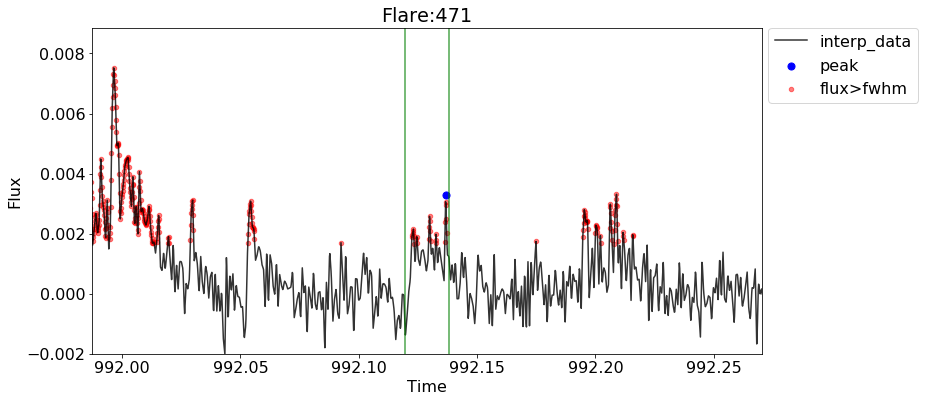 Flare:471
interp_data
peak
flux>fwhm
Flux
0.008
0.006
0.004
0.002
0.000
−0.002
992.00 992.05 992.10 992.15 992.20 992.25
Time